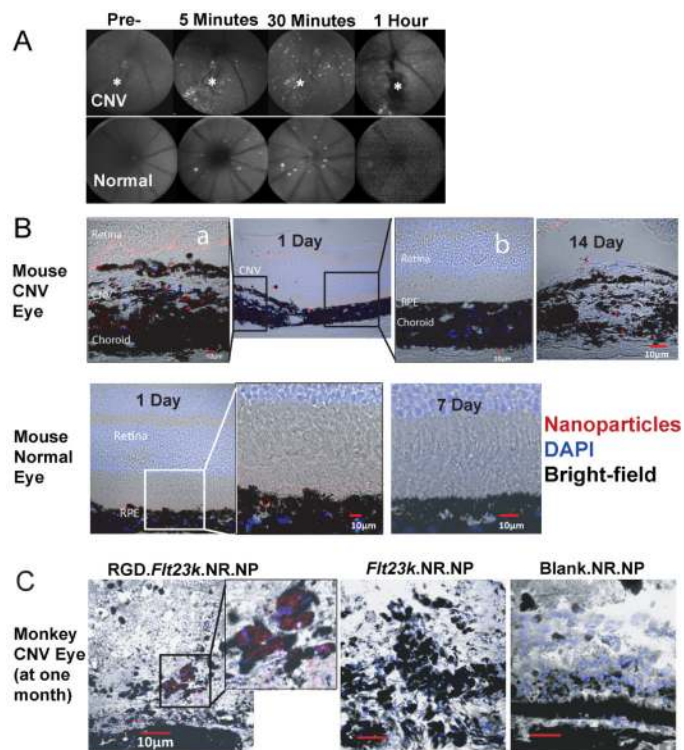 A
Pre-
5 Minutes
30 Minutes
1 Hour
*
*
*
*
CNV
Normal
B
Mouse
CNV
Eye
Retina
a
Choroid
10μm
1 Day
CNV
b
Retina
RPE
Choroid
10μm
14 Day
10μm
Mouse
Normal
Eye
1 Day
Retina
RPE
10μm
7 Day
10μm
Nanoparticles
DAPI
Bright-field
C
RGD.Flt23k.NR.NP
Flt23k.NR.NP
Blank.NR.NP
Monkey
CNV Eye
(at one
month)
10μm